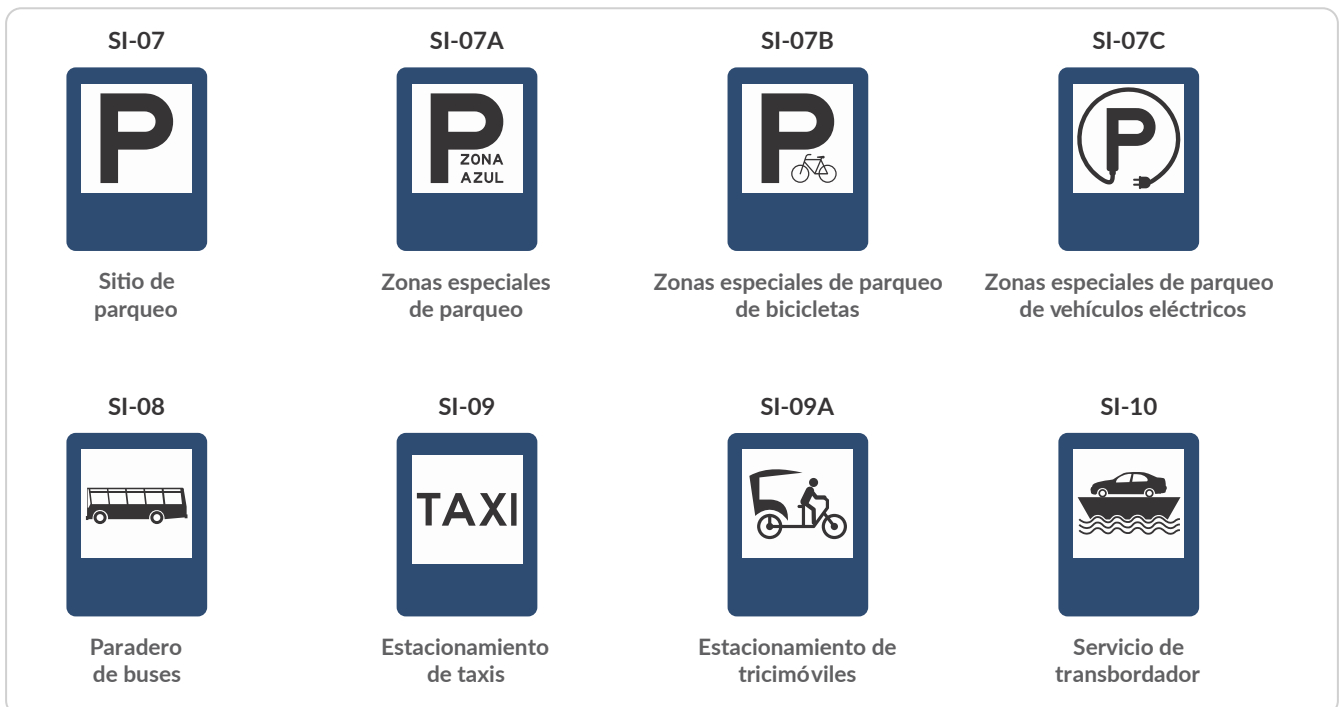 SI-07
SI-07A
SI-07B
SI-07C
P
P
ZONA
AZUL
P
P
Sitio de
parqueo
Zonas especiales
de parqueo
Zonas especiales de parqueo
de bicicletas
Zonas especiales de parqueo
de vehículos eléctricos
SI-08
SI-09
SI-09A
SI-10
TAXI
Paradero
de buses
Estacionamiento
de taxis
Estacionamiento de
tricimóviles
Servicio de
transbordador